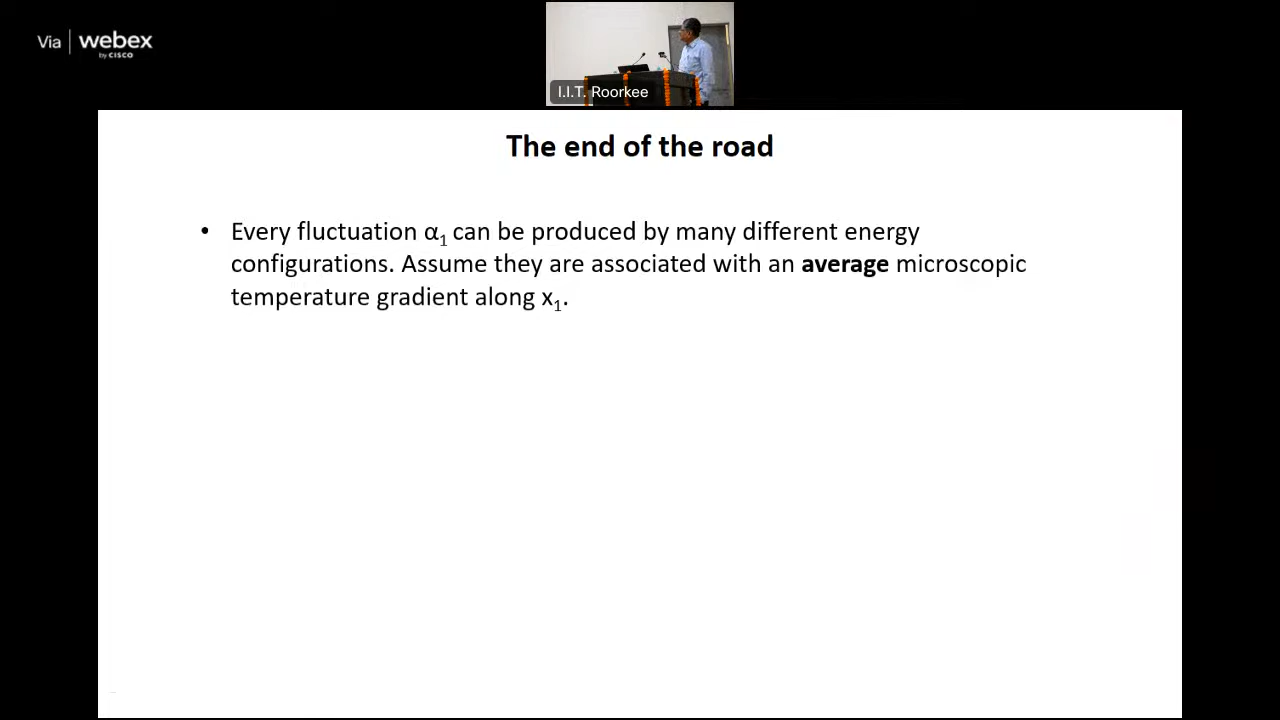 Via | webex
by CISCO
I.I.T. Roorkee
The end of the road
• Every fluctuation α₁ can be produced by many different energy
configurations. Assume they are associated with an average microscopic
temperature gradient along x₁.